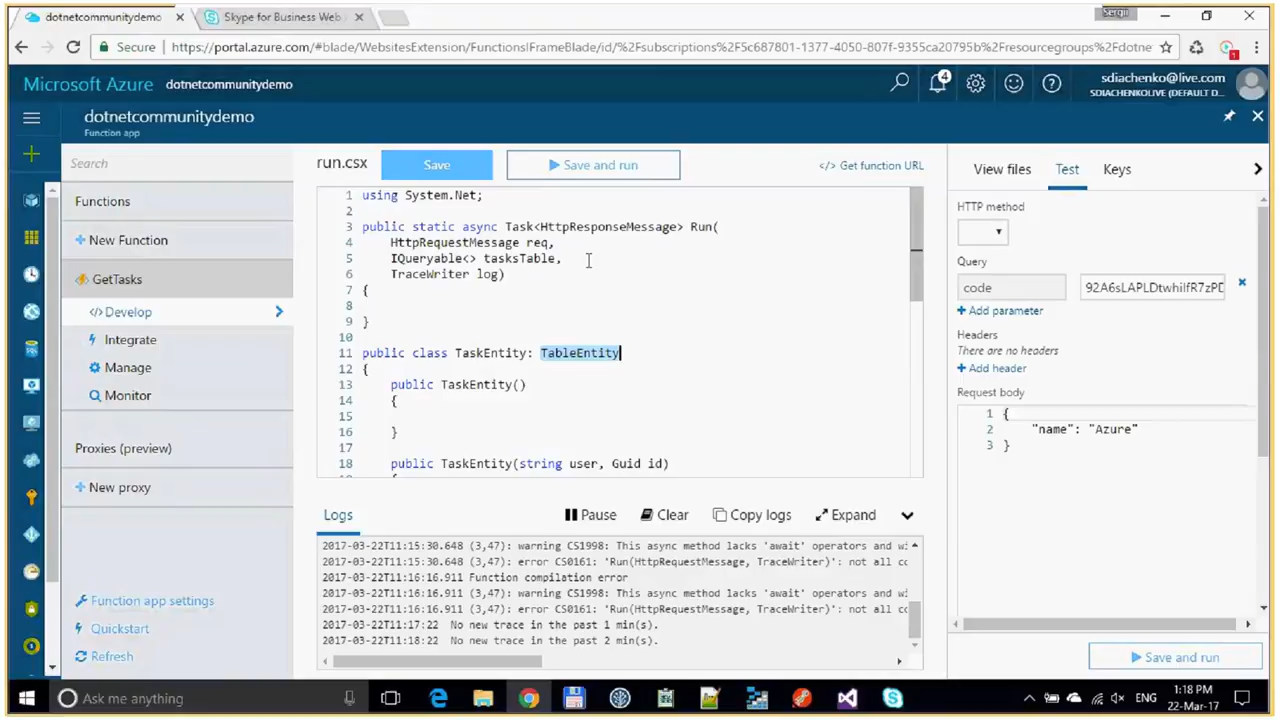 dotnetcommunitydemo
Skype for Business Web
Sergii
Secure
https://portal.azure.com/#blade/WebsitesExtension/FunctionsIFrameBlade/id/%2Fsubscriptions%2F5c687801-1377-4050-807f-9355ca20795b%2Fresourcegroups%2Fdotne
1
Microsoft Azure dotnetcommunitydemo
4
sdiachenko@live.com
SDIACHENKOLIVE (DEFAULT D...
dotnetcommunitydemo
Function app
Search
Functions
New Function
GetTasks
</> Develop
Integrate
Manage
Monitor
Proxies (preview)
New proxy
Function app settings
Quickstart
Refresh
run.csx
Save
Save and run
</> Get function URL
1 using System.Net;
2
3 public static async Task<HttpResponseMessage> Run(
4 HttpRequestMessage req,
5 IQueryable<> tasksTable,
6 TraceWriter log)
7 {
8
9 }
10
11 public class TaskEntity: TableEntity
12 {
13 public TaskEntity()
14 {
15
16 }
17
18 public TaskEntity(string user, Guid id)
Logs
Pause
Clear
Copy logs
Expand
2017-03-22T11:15:30.648 (3,47): warning CS1998: This async method lacks 'await' operators and wi
2017-03-22T11:15:30.648 (3,47): error CS0161: 'Run(HttpRequestMessage, TraceWriter)': not all co
2017-03-22T11:16:16.911 Function compilation error
2017-03-22T11:16:16.911 (3,47): warning CS1998: This async method lacks 'await' operators and wi
2017-03-22T11:16:16.911 (3,47): error CS0161: 'Run(HttpRequestMessage, TraceWriter)': not all co
2017-03-22T11:17:22 No new trace in the past 1 min(s).
2017-03-22T11:18:22 No new trace in the past 2 min(s).
View files
Test
Keys
HTTP method
Query
code
Add parameter
Headers
There are no headers
Add header
Request body
1 {
2 "name": "Azure"
3 }
Save and run
Ask me anything
ENG
1:18 PM
22-Mar-17